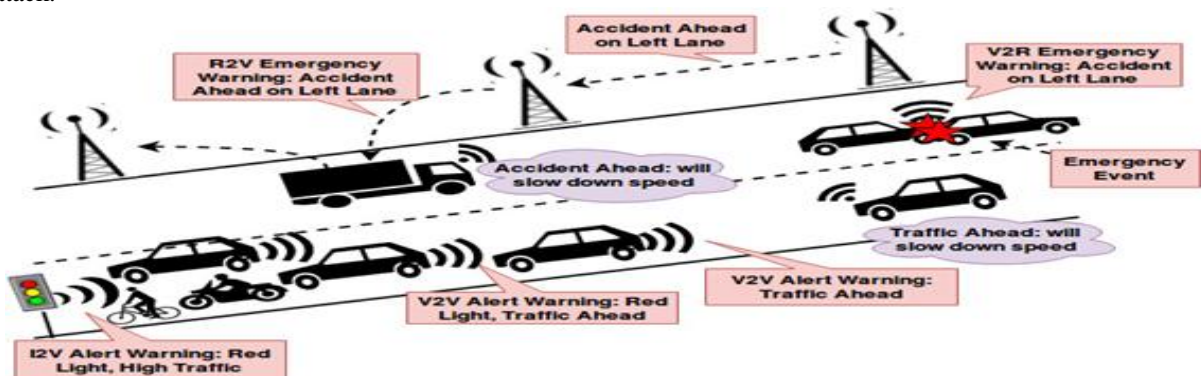 Accident Ahead
on Left Lane
R2V Emergency
Warning: Accident
Ahead on Left Lane
V2R Emergency
Warning: Accident
on Left Lane
Accident Ahead: will
slow down speed
Emergency
Event
Traffic Ahead: will
slow down speed
V2V Alert Warning:
Traffic Ahead
V2V Alert Warning: Red
Light, Traffic Ahead
I2V Alert Warning: Red
Light, High Traffic